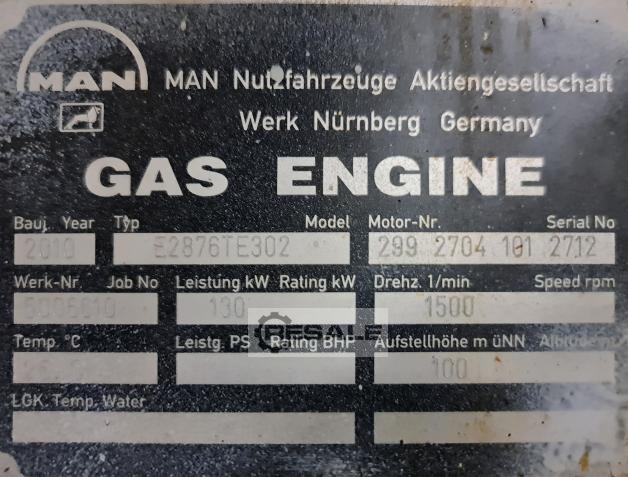 MAN MAN Nutzfahrzeuge Aktiengesellschaft
Werk Nürnberg Germany
GAS ENGINE
Bauj. Year Typ Model Motor-Nr. Serial No
2010 E2876TE302 299 2704 101 2712
Werk-Nr. Job No Leistung kW Rating kW Drehz. 1/min Speed rpm
130 1500
RESALE
Temp. °C Leistg. PS Rating BHP Aufstellhöhe m üNN Altitude m
100
LGK. Temp. Water